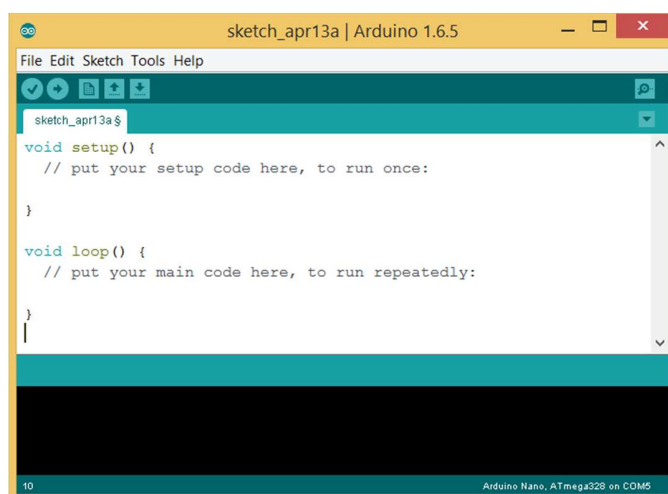 sketch_apr13a | Arduino 1.6.5
File Edit Sketch Tools Help
sketch_apr13a §
void setup() {
  // put your setup code here, to run once:
}
void loop() {
  // put your main code here, to run repeatedly:
}
10
Arduino Nano, ATmega328 on COM5